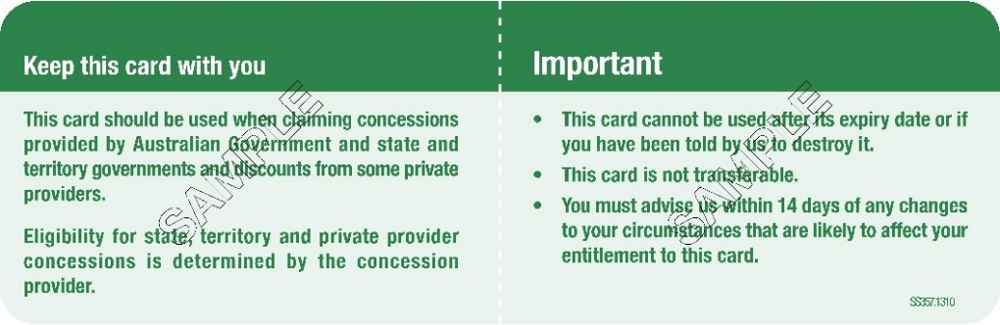 Keep this card with you
This card should be used when claiming concessions
provided by Australian Government and state and
territory governments and discounts from some private
providers.
Eligibility for state, territory and private provider
concessions is determined by the concession
provider.
SAMPLE
Important
• This card cannot be used after its expiry date or if
you have been told by us to destroy it.
• This card is not transferable.
• You must advise us within 14 days of any changes
to your circumstances that are likely to affect your
entitlement to this card.
SAMPLE
SS357.1310